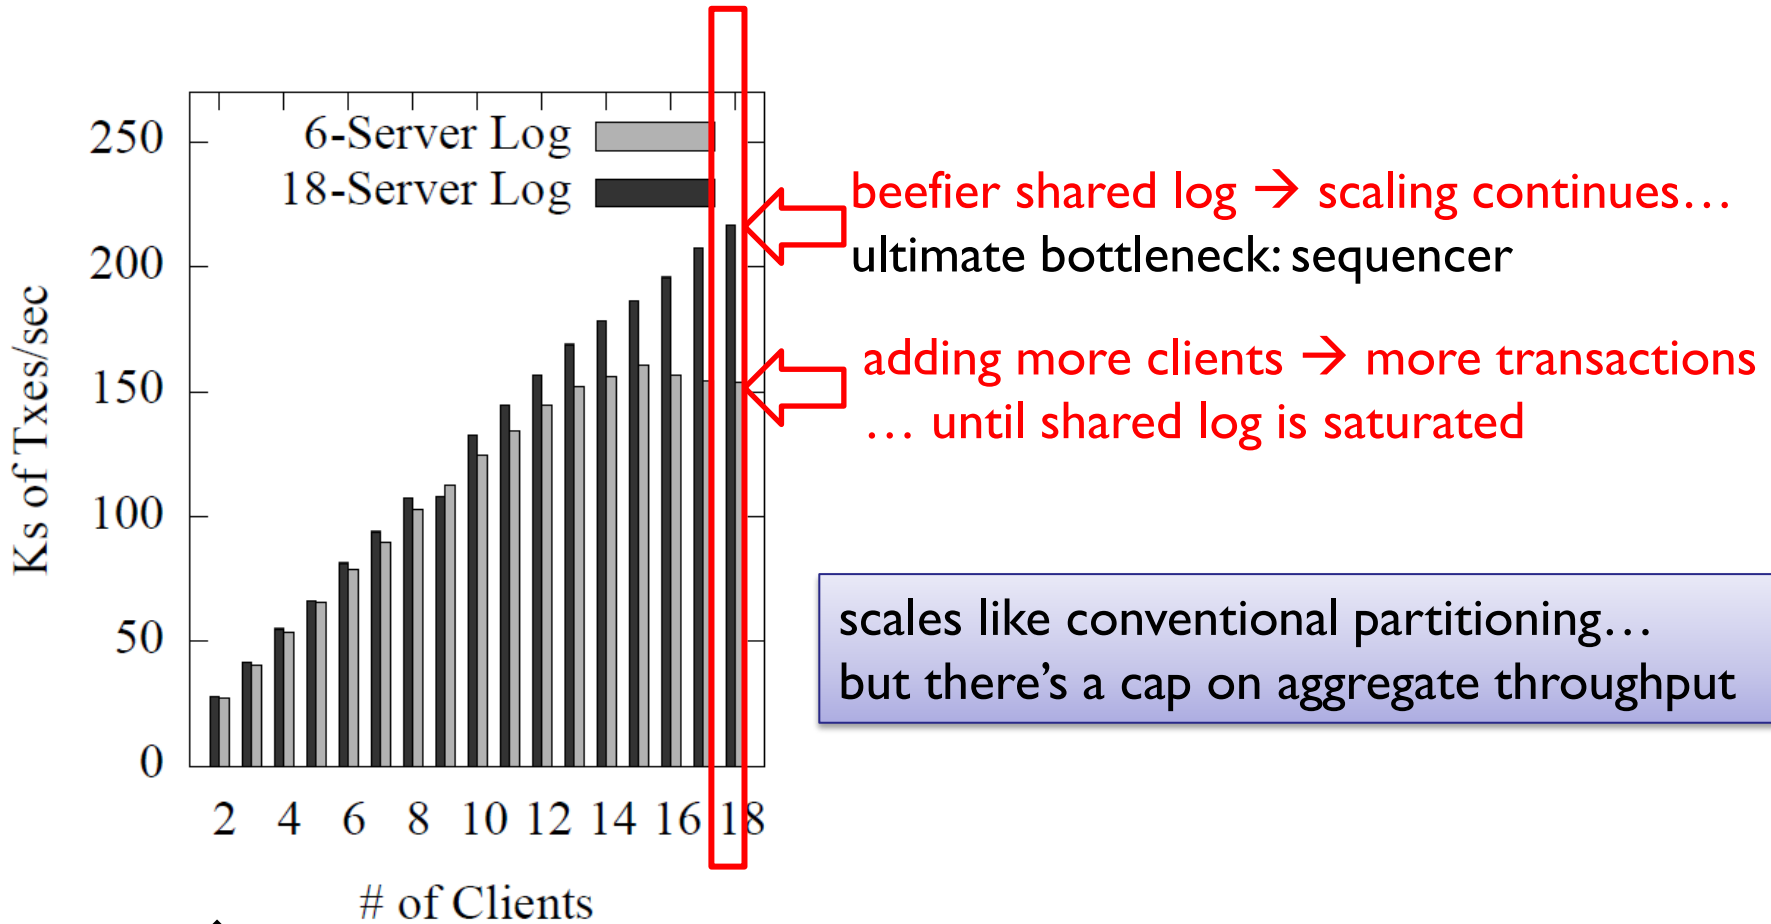 250
200
150
100
50
0
Ks of Txes/sec
6-Server Log
18-Server Log
2 4 6 8 10 12 14 16 18
# of Clients
beefier shared log → scaling continues…
ultimate bottleneck: sequencer
adding more clients → more transactions
… until shared log is saturated
scales like conventional partitioning…
but there’s a cap on aggregate throughput